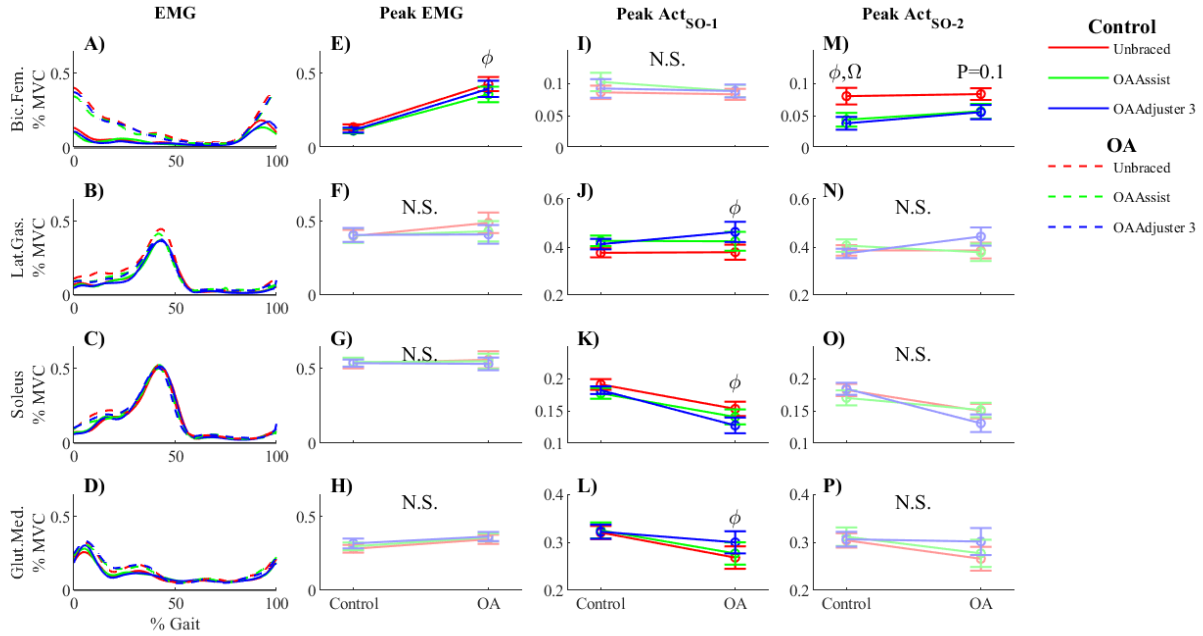 EMG
Peak EMG
Peak Act SO-1
Peak Act SO-2
Control
Unbraced
OAAssist
OAAdjuster 3
OA
Unbraced
OAAssist
OAAdjuster 3
Bic.Fem.
% MVC
A)
0.5
0
0
50
100
E)
0.5
0
ϕ
I)
0.1
0.05
0
N.S.
M)
0.1
0.05
0
ϕ,Ω
P=0.1
Lat.Gas.
% MVC
B)
0.5
0
0
50
100
F)
0.5
0
N.S.
J)
0.6
0.4
0.2
ϕ
N)
0.6
0.4
0.2
N.S.
Soleus
% MVC
C)
0.5
0
0
50
100
G)
0.5
0
N.S.
K)
0.2
0.15
0.1
ϕ
O)
0.2
0.15
0.1
N.S.
Glut.Med.
% MVC
D)
0.5
0
0
50
100
% Gait
H)
0.5
0
N.S.
Control
OA
L)
0.4
0.3
0.2
ϕ
Control
OA
P)
0.4
0.3
0.2
N.S.
Control
OA